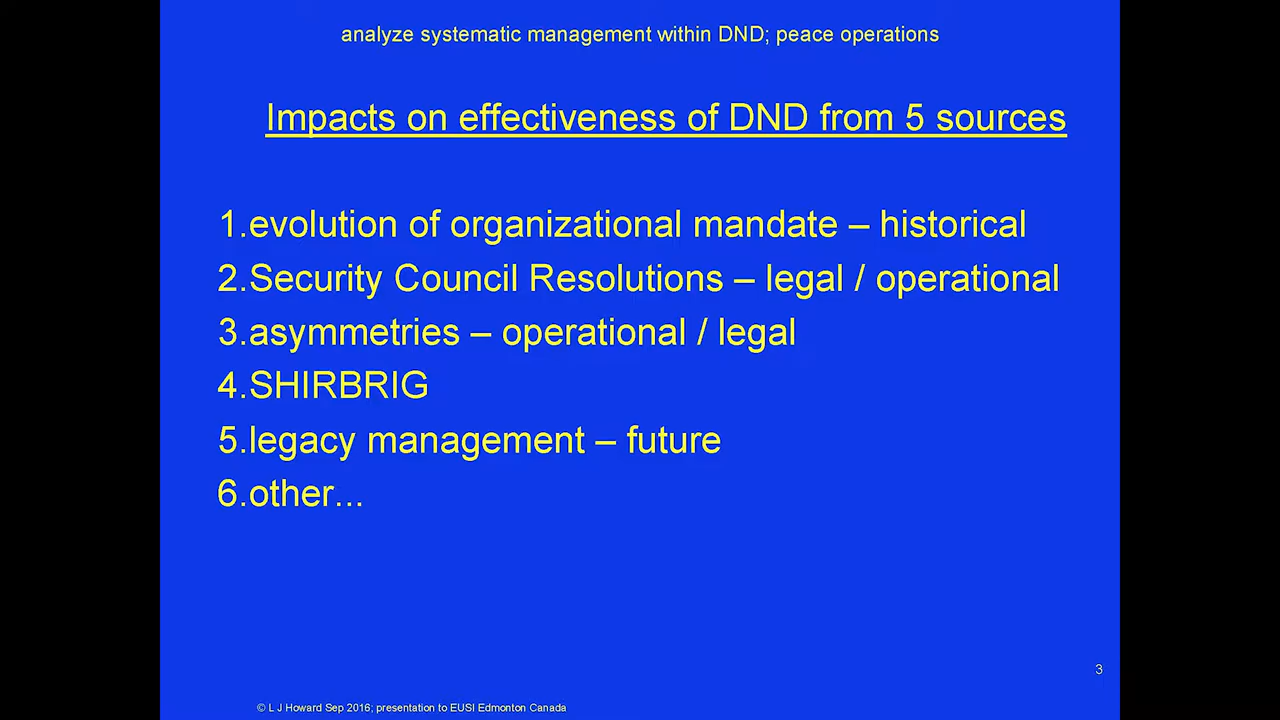 analyze systematic management within DND; peace operations
Impacts on effectiveness of DND from 5 sources
1.evolution of organizational mandate – historical
2.Security Council Resolutions – legal / operational
3.asymmetries – operational / legal
4.SHIRBRIG
5.legacy management – future
6.other...
3
© L J Howard Sep 2016; presentation to EUSI Edmonton Canada